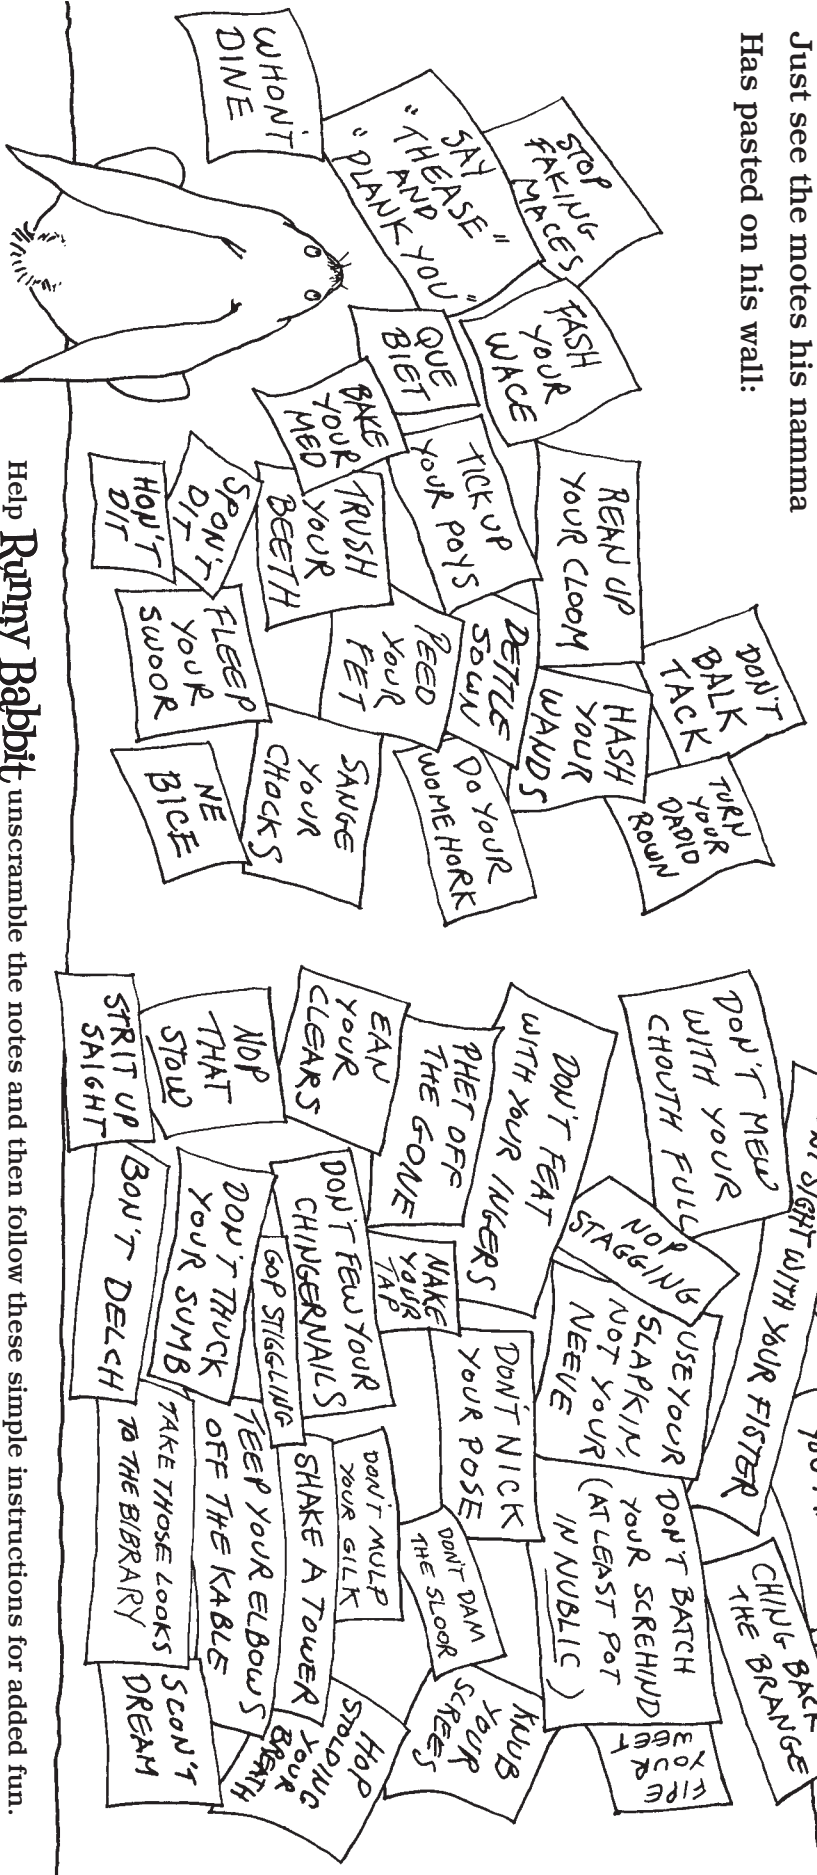 Just see the motes his namma
Has pasted on his wall:
STOP
FAKING
MACES
SAY
"THEASE"
AND
"PLANK YOU"
WHON'T
DINE
FASH
YOUR
WACE
QUE
BIET
BAKE
YOUR
MED
REAN UP
YOUR CLOOM
TICK UP
YOUR POYS
TRUSH
YOUR
BEETH
SPON'T
DIT
HON'T
DIT
DON'T
BALK
TACK
TURN
YOUR
DADIO
ROWN
HASH
YOUR
WANDS
DETTLE
SOWN
PEED
YOUR
FET
FLEEP
YOUR
SWOOR
DO YOUR
WOMEHORK
SANGE
YOUR
CHOCKS
NE
BICE
DON'T MEW
WITH YOUR
CHOUTH FULL
DON'T FEAT
WITH YOUR INGERS
PHET OFF
THE GONE
EAN
YOUR
CLEARS
NOP
THAT
STOW
STRIT UP
SAIGHT
SIGHT WITH YOUR FISTER
NOP
STAGGING
USE YOUR
SLAPKIN,
NOT YOUR
NEEVE
NAKE
YOUR
TAP
DON'T FEW YOUR
CHINGERNAILS
GOP STIGGLING
DON'T THUCK
YOUR SUMB
BON'T DELCH
DON'T NICK
YOUR POSE
CHING BACK
THE BRANGE
DON'T BATCH
YOUR SCREHIND
(AT LEAST POT
IN NUBLIC)
DON'T DAM
THE SLOOR
DON'T MULP
YOUR GILK
SHAKE A TOWER
TEEP YOUR ELBOWS
OFF THE KABLE
TAKE THOSE LOOKS
TO THE BIBRARY
FIPE
YOUR
WEET
KNUB
YOUR
SCREES
HOP
STOLDING
YOUR
BREATH
SCON'T
DREAM
Help Runny Babbit unscramble the notes and then follow these simple instructions for added fun.